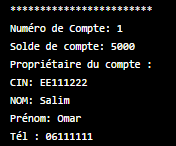 ************************
Numéro de Compte: 1
Solde de compte: 5000
Propriétaire du compte :
CIN: EE111222
NOM: Salim
Prénom: Omar
Tél : 06111111